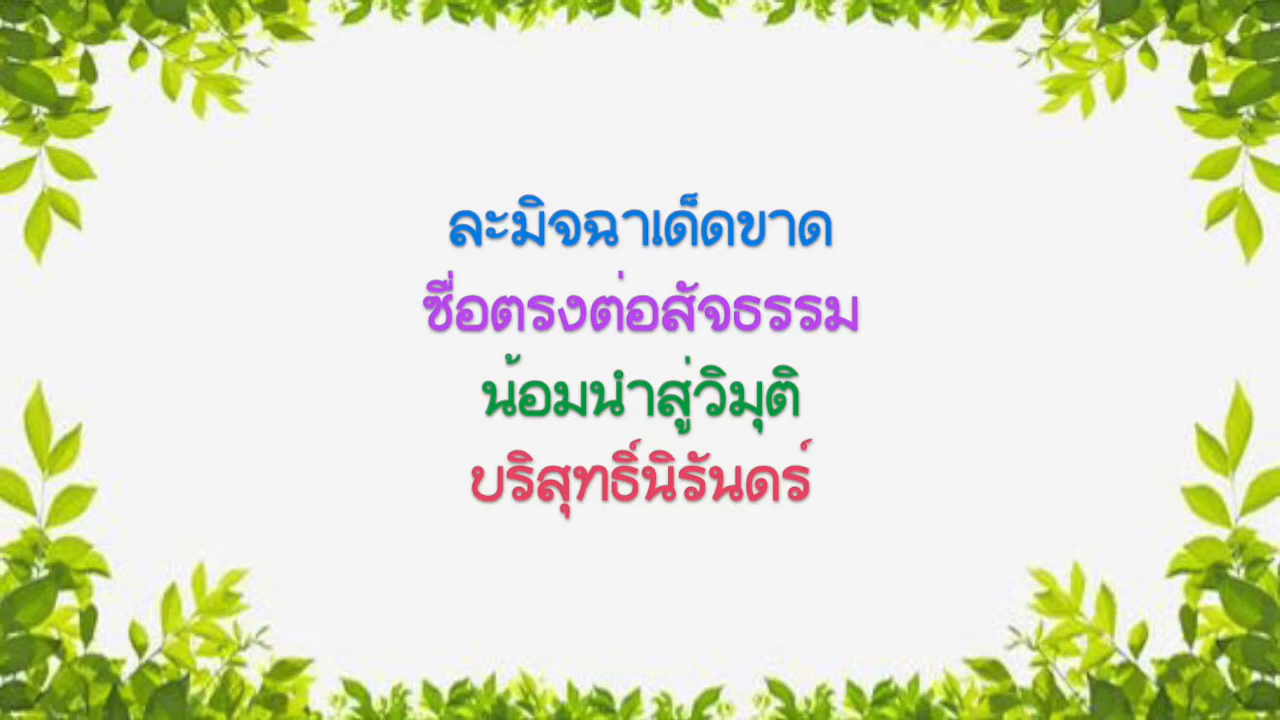 ละมิจฉาเด็ดขาด
ซื่อตรงต่อสัจธรรม
น้อมนำสู่วิมุติ
บริสุทธิ์นิรันดร์